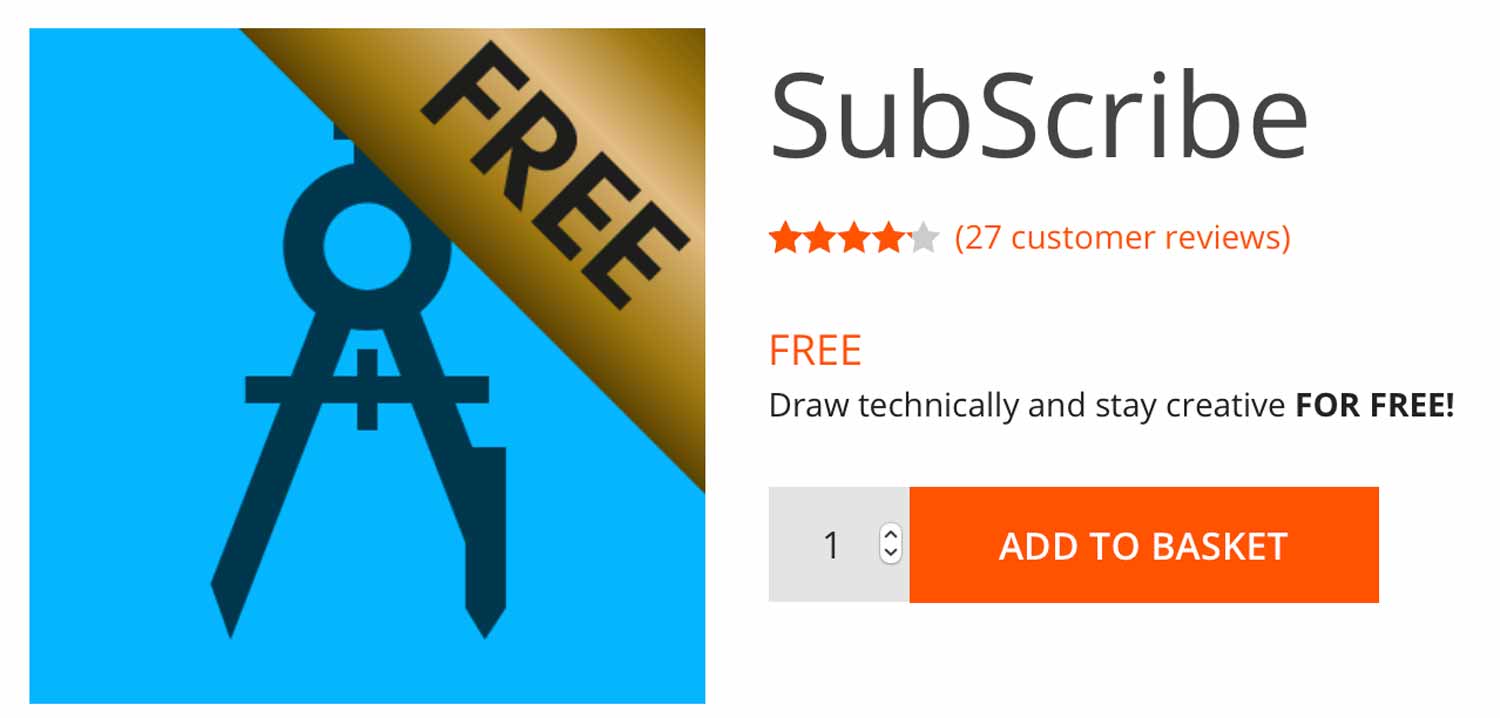 FREE
SubScribe
(27 customer reviews)
FREE
Draw technically and stay creative FOR FREE!
1
ADD TO BASKET